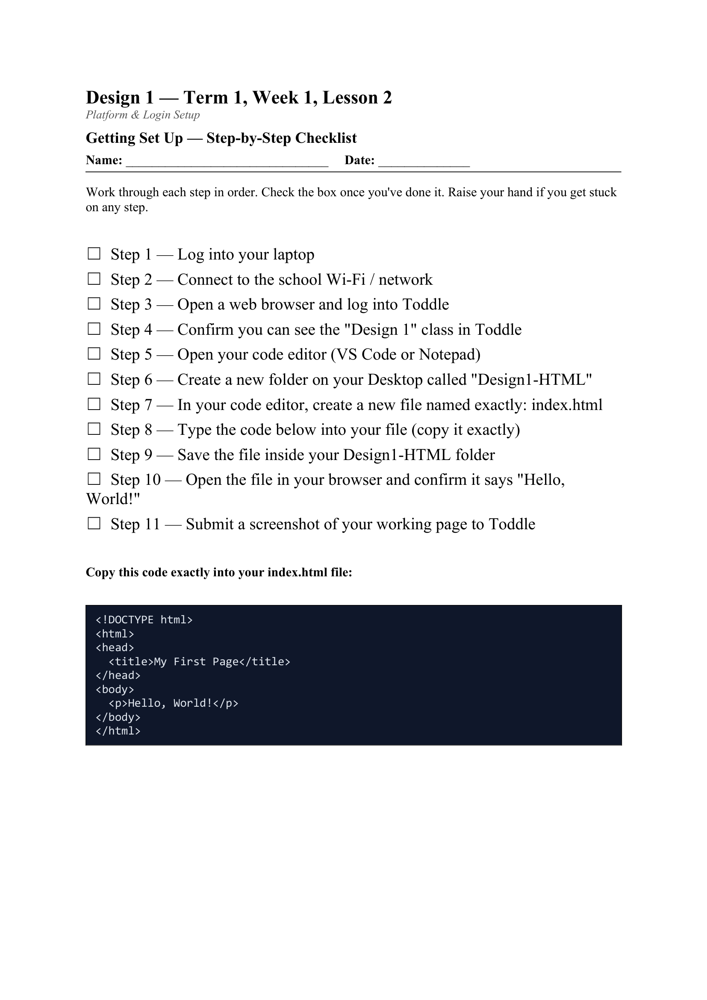 Design 1 — Term 1, Week 1, Lesson 2
Platform & Login Setup
Getting Set Up — Step-by-Step Checklist
Name: _______________________________ Date: ______________
Work through each step in order. Check the box once you've done it. Raise your hand if you get stuck
on any step.
☐ Step 1 — Log into your laptop
☐ Step 2 — Connect to the school Wi-Fi / network
☐ Step 3 — Open a web browser and log into Toddle
☐ Step 4 — Confirm you can see the "Design 1" class in Toddle
☐ Step 5 — Open your code editor (VS Code or Notepad)
☐ Step 6 — Create a new folder on your Desktop called "Design1-HTML"
☐ Step 7 — In your code editor, create a new file named exactly: index.html
☐ Step 8 — Type the code below into your file (copy it exactly)
☐ Step 9 — Save the file inside your Design1-HTML folder
☐ Step 10 — Open the file in your browser and confirm it says "Hello,
World!"
☐ Step 11 — Submit a screenshot of your working page to Toddle
Copy this code exactly into your index.html file:
<!DOCTYPE html>
<html>
<head>
  <title>My First Page</title>
</head>
<body>
  <p>Hello, World!</p>
</body>
</html>